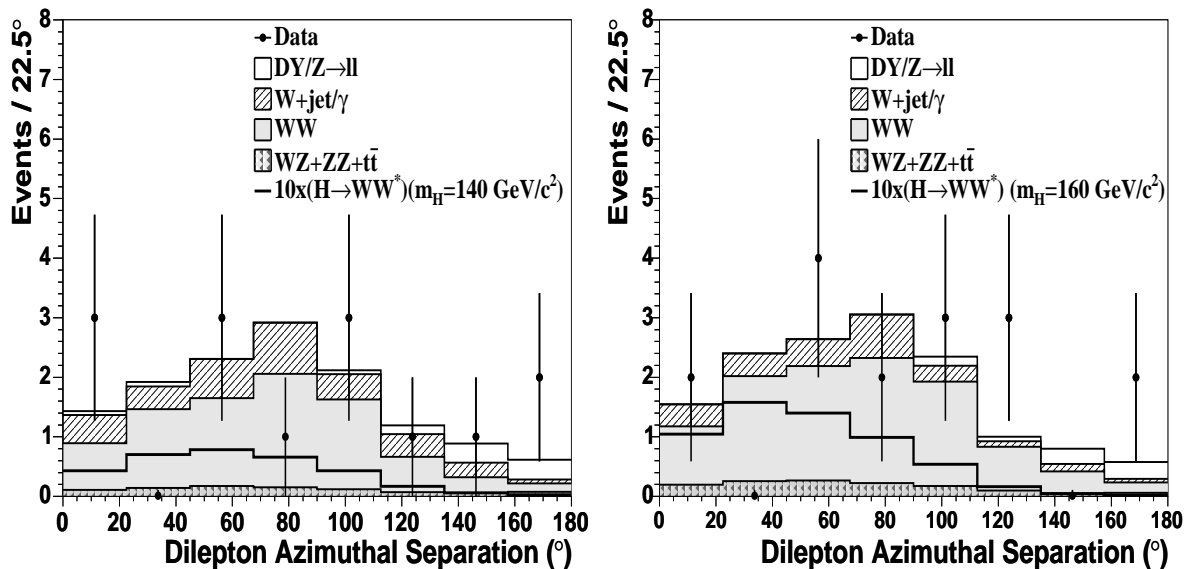 Events / 22.5°
8
7
6
5
4
3
2
1
0
Data
DY/Z→ll
W+jet/γ
WW
WZ+ZZ+tt̄
10x(H→WW*)(m_H=140 GeV/c²)
0 20 40 60 80 100 120 140 160 180
Dilepton Azimuthal Separation (°)
Events / 22.5°
8
7
6
5
4
3
2
1
0
Data
DY/Z→ll
W+jet/γ
WW
WZ+ZZ+tt̄
10x(H→WW*) (m_H=160 GeV/c²)
0 20 40 60 80 100 120 140 160 180
Dilepton Azimuthal Separation (°)